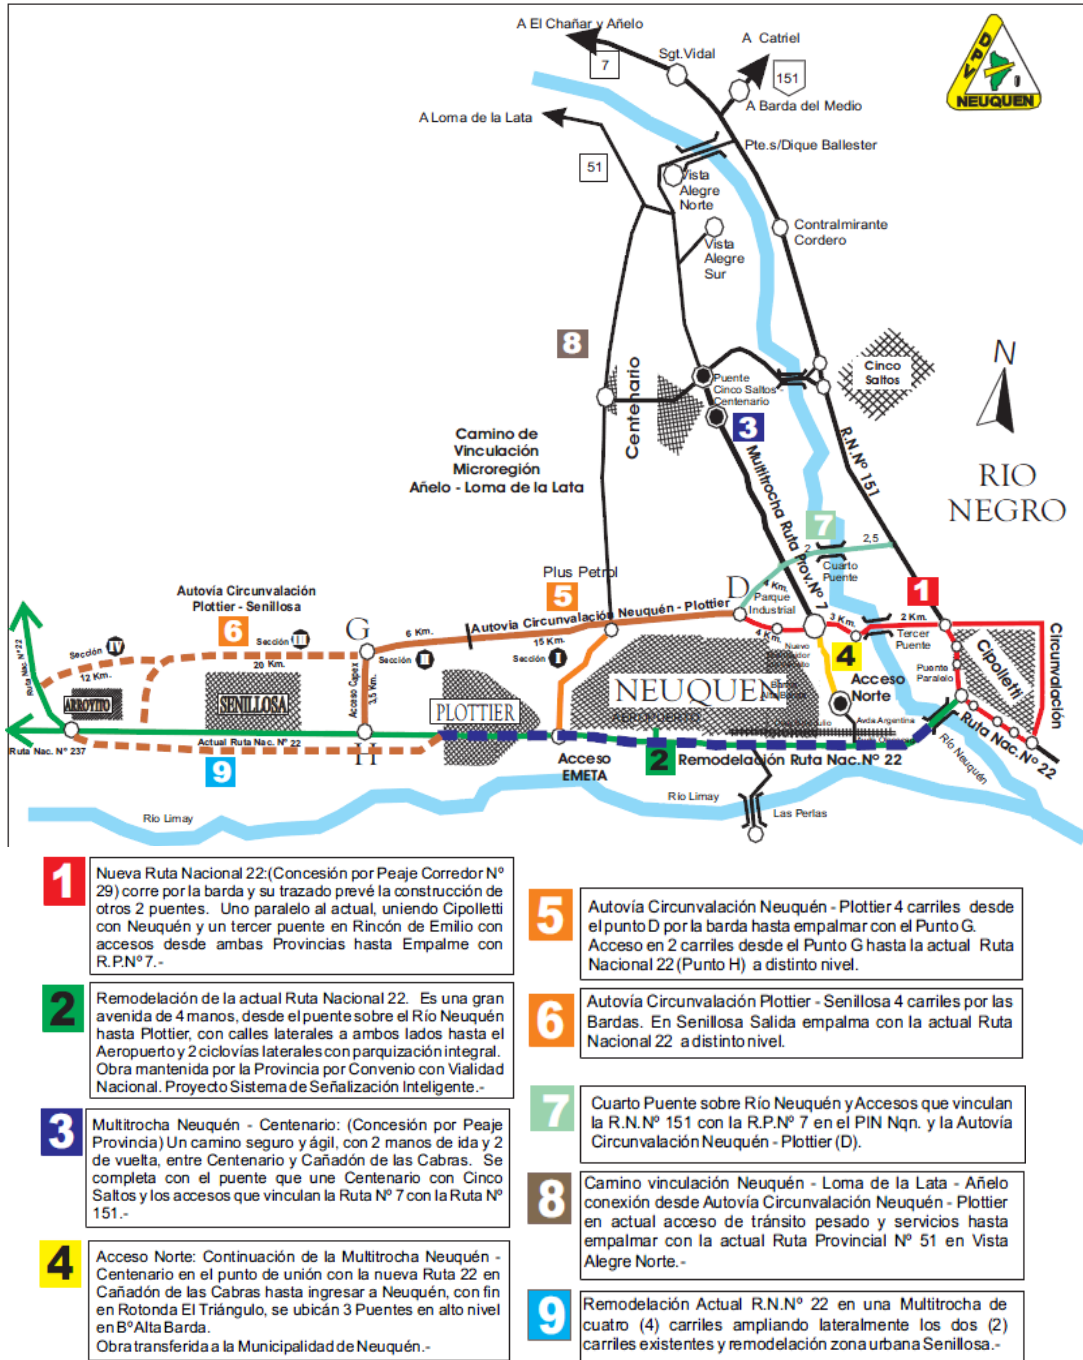 A El Chañar y Añelo
A Catriel
Sgt.Vidal
7
151
DPV
NEUQUEN
A Barda del Medio
A Loma de la Lata
Pte.s/Dique Ballester
51
Vista
Alegre
Norte
Contralmirante
Cordero
Vista
Alegre
Sur
8
Cinco
Saltos
N
Puente
Cinco Saltos -
Centenario
Centenario
3
RIO
NEGRO
Camino de
Vinculación
Microregión
Añelo - Loma de la Lata
R.N.Nº 151
Multitrocha Ruta Prov.Nº 7
7
2
2,5
Cuarto
Puente
Plus Petrol
1
Autovía Circunvalación
Plottier - Senillosa
5
D
4 Km.
Parque
Industrial
6
Autovia Circunvalación Neuquén - Plottier
G
6 Km.
3 Km.
2 Km.
4 Km.
Tercer
Puente
Sección III
Sección IV
20 Km.
12 Km.
Sección II
15 Km.
Sección I
Nuevo
4
Puente
Paralelo
Cipolletti
Circunvalación
Ruta Nac. Nº22
Acceso Capex
3,5 Km.
Acceso
Norte
NEUQUEN
ARROYITO
SENILLOSA
PLOTTIER
AEROPUERTO
Avda.Argentina
Actual Ruta Nac. Nº 22
Ruta Nac. Nº 237
H
9
Acceso
EMETA
2
Remodelación Ruta Nac.Nº 22
Río Neuquén
Ruta Nac.Nº 22
Río Limay
Río Limay
Las Perlas
1
Nueva Ruta Nacional 22:(Concesión por Peaje Corredor Nº
29) corre por la barda y su trazado prevé la construcción de
otros 2 puentes. Uno paralelo al actual, uniendo Cipolletti
con Neuquén y un tercer puente en Rincón de Emilio con
accesos desde ambas Provincias hasta Empalme con
R.P.Nº 7.-
2
Remodelación de la actual Ruta Nacional 22. Es una gran
avenida de 4 manos, desde el puente sobre el Río Neuquén
hasta Plottier, con calles laterales a ambos lados hasta el
Aeropuerto y 2 ciclovías laterales con parquización integral.
Obra mantenida por la Provincia por Convenio con Vialidad
Nacional. Proyecto Sistema de Señalización Inteligente.-
3
Multitrocha Neuquén - Centenario: (Concesión por Peaje
Provincia) Un camino seguro y ágil, con 2 manos de ida y 2
de vuelta, entre Centenario y Cañadón de las Cabras. Se
completa con el puente que une Centenario con Cinco
Saltos y los accesos que vinculan la Ruta Nº 7 con la Ruta Nº
151.-
4
Acceso Norte: Continuación de la Multitrocha Neuquén -
Centenario en el punto de unión con la nueva Ruta 22 en
Cañadón de las Cabras hasta ingresar a Neuquén, con fin
en Rotonda El Triángulo, se ubicán 3 Puentes en alto nivel
en BºAlta Barda.
Obra transferida a la Municipalidad de Neuquén.-
5
Autovía Circunvalación Neuquén - Plottier 4 carriles desde
el punto D por la barda hasta empalmar con el Punto G.
Acceso en 2 carriles desde el Punto G hasta la actual Ruta
Nacional 22 (Punto H) a distinto nivel.
6
Autovía Circunvalación Plottier - Senillosa 4 carriles por las
Bardas. En Senillosa Salida empalma con la actual Ruta
Nacional 22 a distinto nivel.
7
Cuarto Puente sobre Río Neuquén y Accesos que vinculan
la R.N.Nº 151 con la R.P.Nº 7 en el PIN Nqn. y la Autovía
Circunvalación Neuquén - Plottier (D).
8
Camino vinculación Neuquén - Loma de la Lata - Añelo
conexión desde Autovía Circunvalación Neuquén - Plottier
en actual acceso de tránsito pesado y servicios hasta
empalmar con la actual Ruta Provincial Nº 51 en Vista
Alegre Norte.-
9
Remodelación Actual R.N.Nº 22 en una Multitrocha de
cuatro (4) carriles ampliando lateralmente los dos (2)
carriles existentes y remodelación zona urbana Senillosa.-